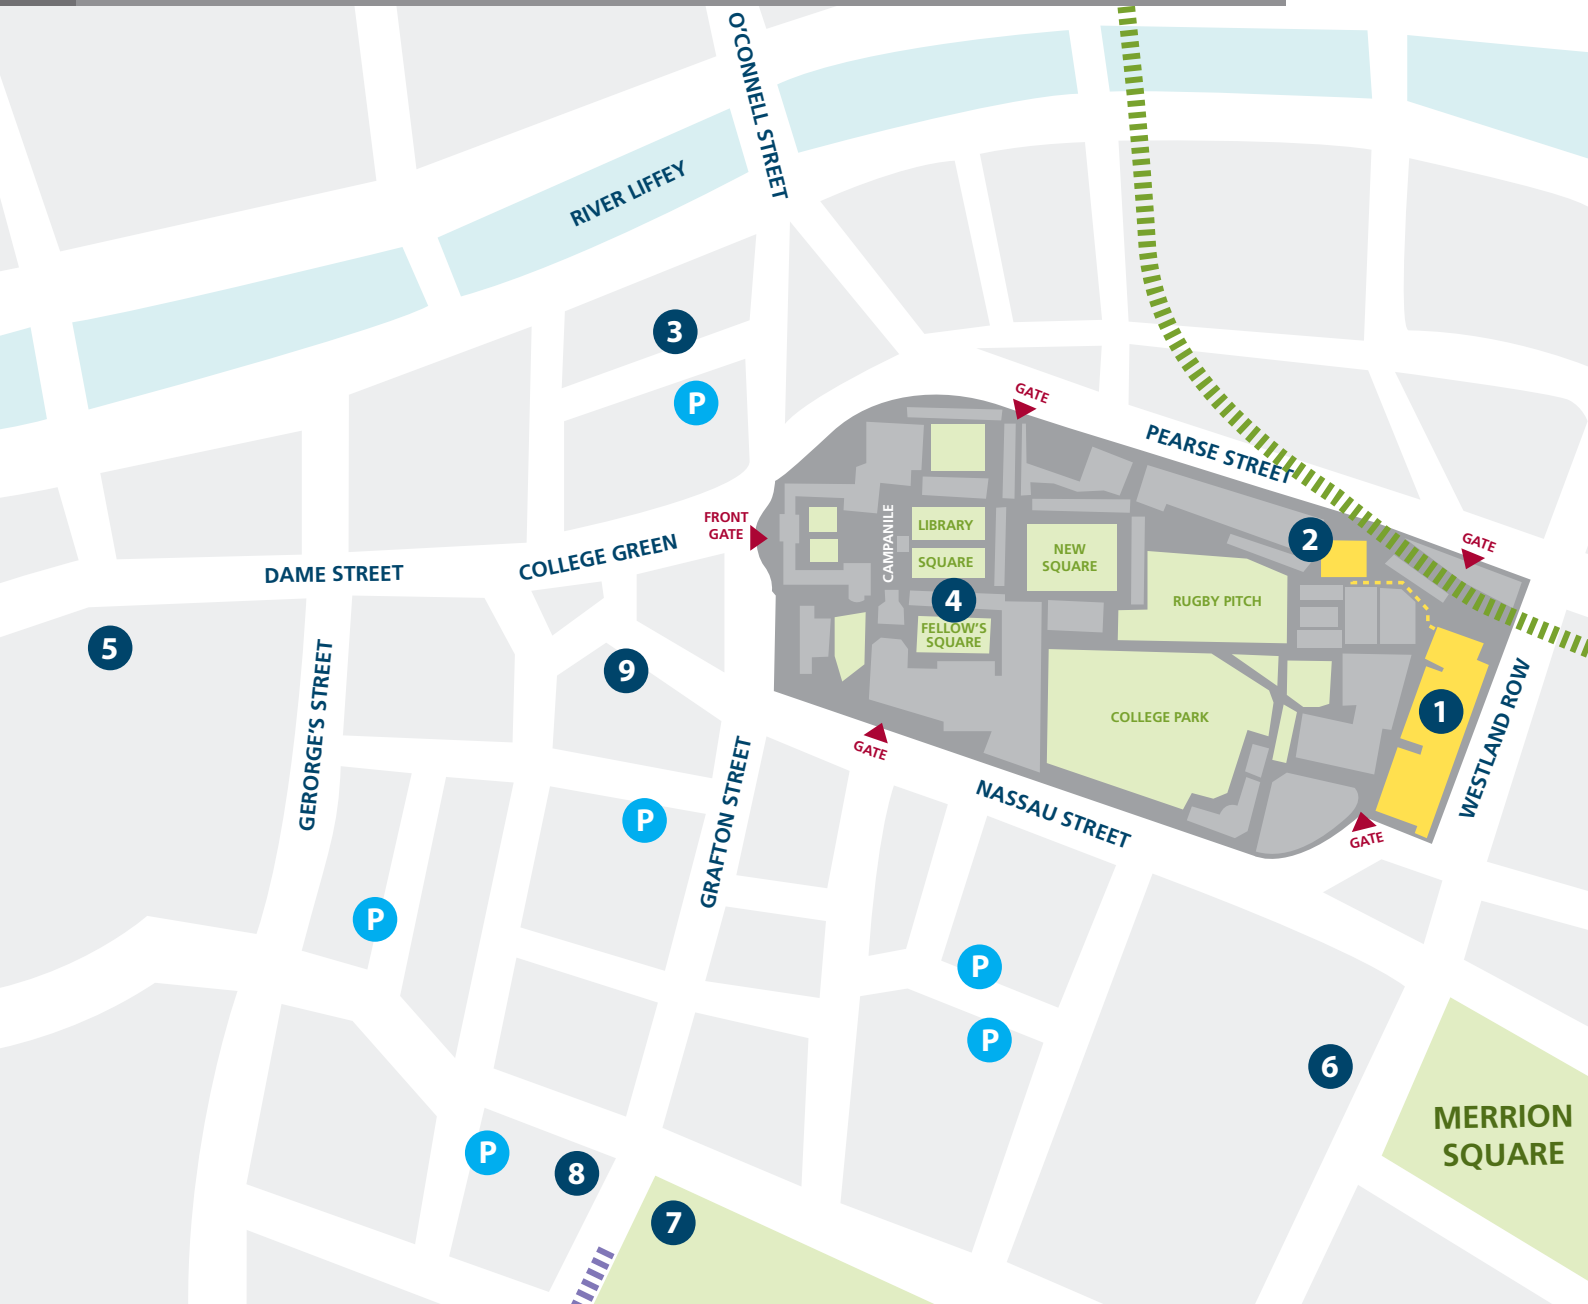 O'CONNELL STREET
RIVER LIFFEY
3
P
GATE
PEARSE STREET
FRONT
GATE
CAMPANILE
LIBRARY
SQUARE
NEW
SQUARE
2
GATE
DAME STREET
COLLEGE GREEN
4
FELLOW'S
SQUARE
RUGBY PITCH
5
9
GERORGE'S STREET
COLLEGE PARK
1
WESTLAND ROW
GATE
GRAFTON STREET
NASSAU STREET
GATE
P
P
P
P
6
MERRION
SQUARE
P
8
7